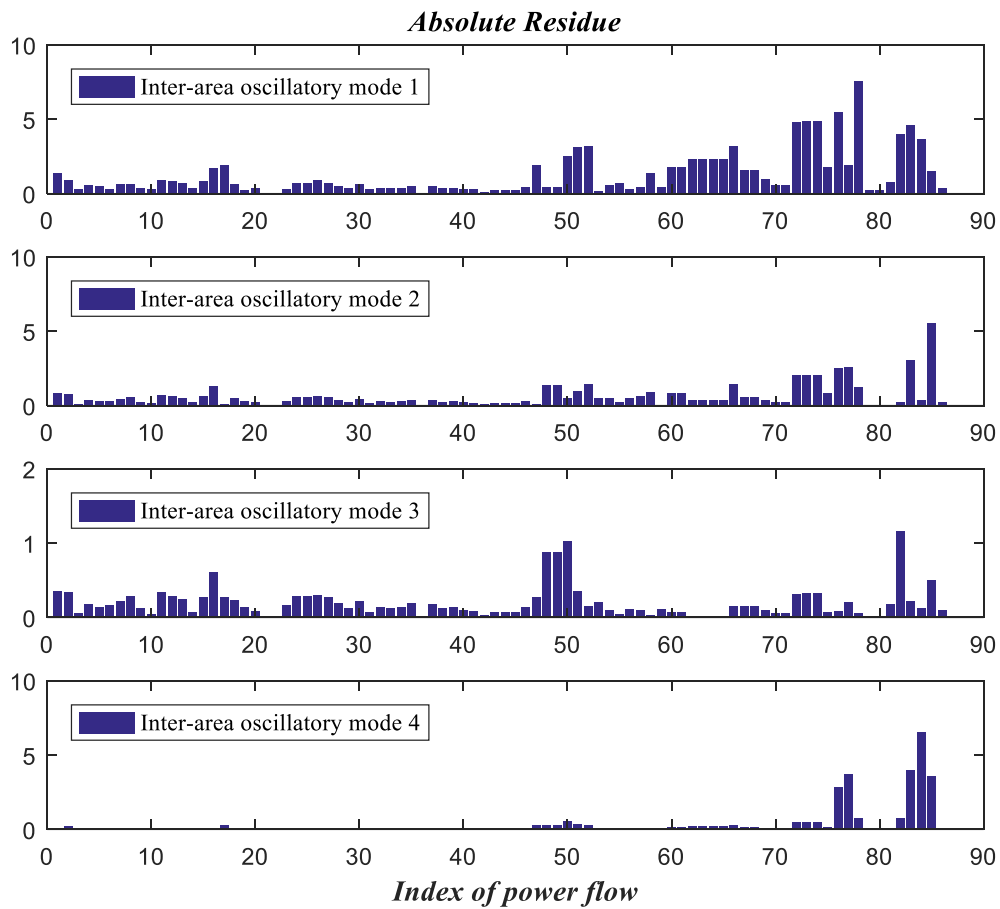 Absolute Residue
10
5
0
Inter-area oscillatory mode 1
0 10 20 30 40 50 60 70 80 90
10
5
0
Inter-area oscillatory mode 2
0 10 20 30 40 50 60 70 80 90
2
1
0
Inter-area oscillatory mode 3
0 10 20 30 40 50 60 70 80 90
10
5
0
Inter-area oscillatory mode 4
0 10 20 30 40 50 60 70 80 90
Index of power flow